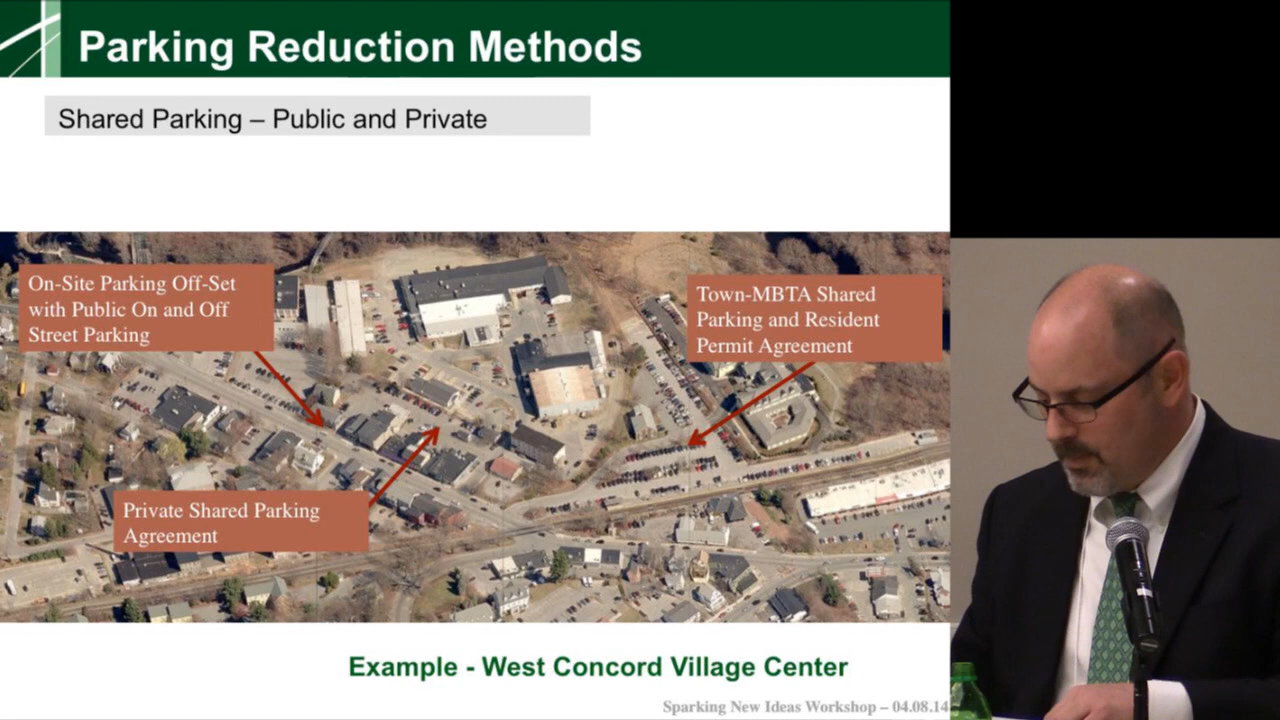 Parking Reduction Methods
Shared Parking – Public and Private
On-Site Parking Off-Set
with Public On and Off
Street Parking
Town-MBTA Shared
Parking and Resident
Permit Agreement
Private Shared Parking
Agreement
Example - West Concord Village Center
Sparking New Ideas Workshop – 04.08.14